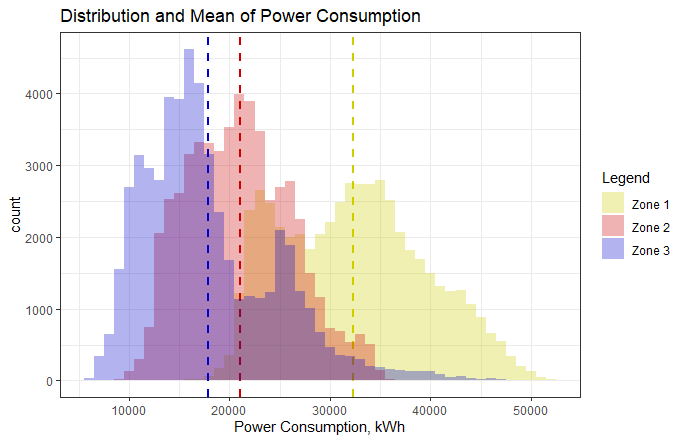 Distribution and Mean of Power Consumption
count
4000
3000
2000
1000
0
10000 20000 30000 40000 50000
Power Consumption, kWh
Legend
Zone 1
Zone 2
Zone 3